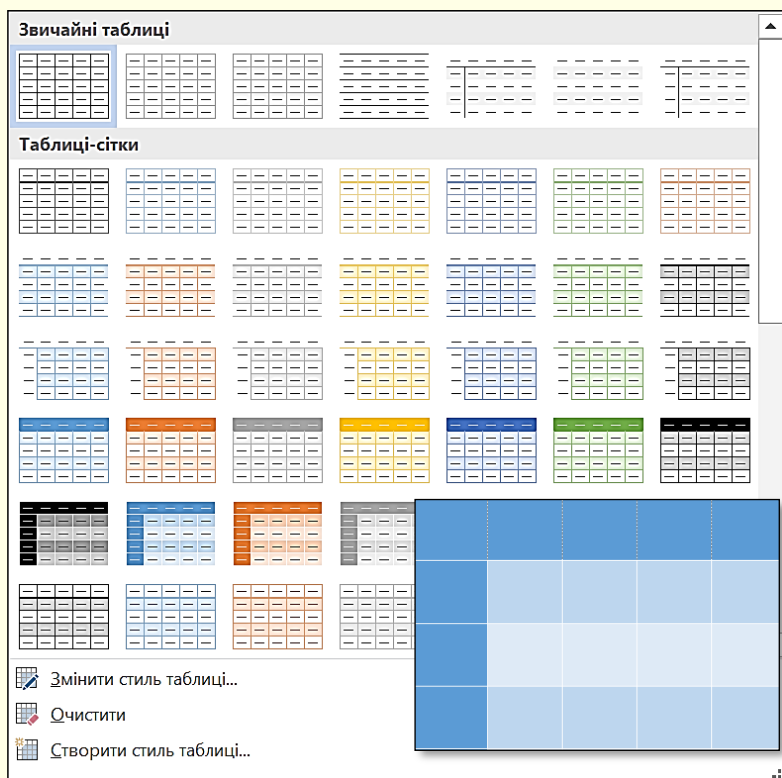 Звичайні таблиці
Таблиці-сітки
Змінити стиль таблиці...
Очистити
Створити стиль таблиці...